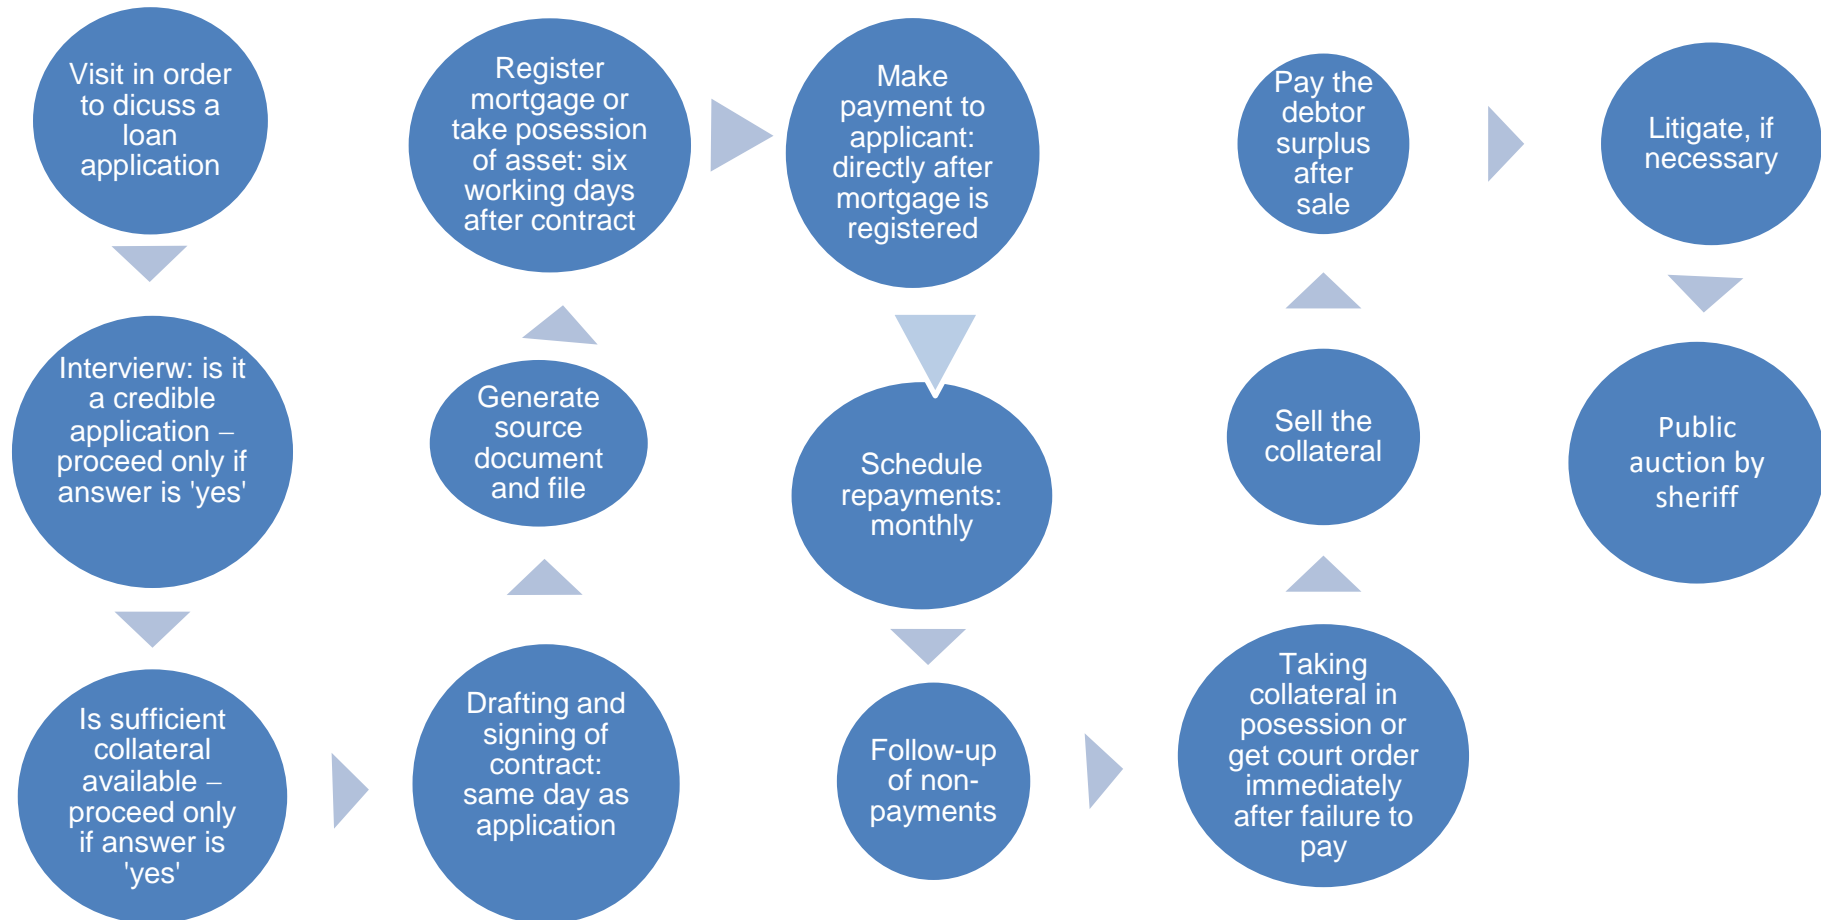 Visit in order
to dicuss a
loan
application
Intervierw: is it
a credible
application –
proceed only if
answer is 'yes'
Is sufficient
collateral
available –
proceed only
if answer is
'yes'
Drafting and
signing of
contract:
same day as
application
Generate
source
document
and file
Register
mortgage or
take posession
of asset: six
working days
after contract
Make
payment to
applicant:
directly after
mortgage is
registered
Schedule
repayments:
monthly
Follow-up
of non-
payments
Taking
collateral in
posession or
get court order
immediately
after failure to
pay
Sell the
collateral
Pay the
debtor
surplus
after
sale
Litigate, if
necessary
Public
auction by
sheriff